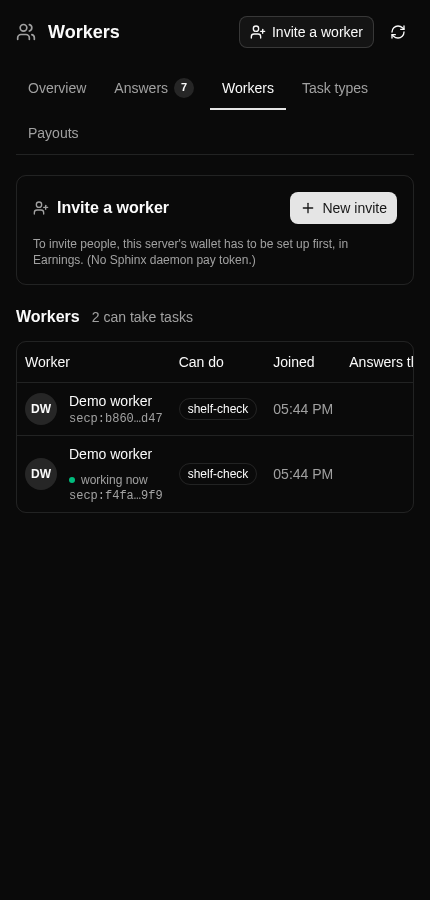 Workers
Invite a worker
Overview
Answers 7
Workers
Task types
Payouts
Invite a worker
New invite
To invite people, this server's wallet has to be set up first, in
Earnings. (No Sphinx daemon pay token.)
Workers 2 can take tasks
Worker Can do Joined Answers tl
DW Demo worker
secp:b860…d47
shelf-check
05:44 PM
DW Demo worker
working now
secp:f4fa…9f9
shelf-check
05:44 PM